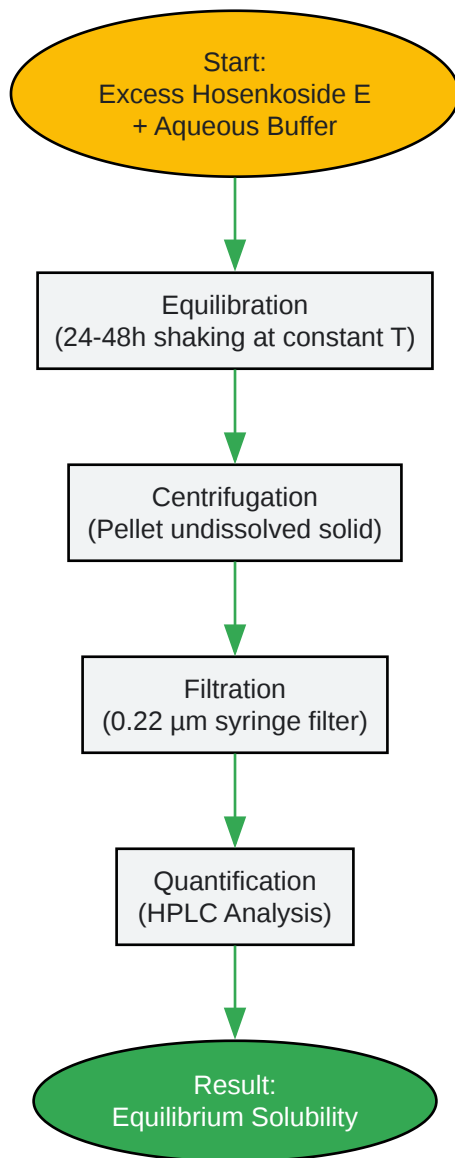 Start:
Excess Hosenkoside E
+ Aqueous Buffer
Equilibration
(24-48h shaking at constant T)
Centrifugation
(Pellet undissolved solid)
Filtration
(0.22 µm syringe filter)
Quantification
(HPLC Analysis)
Result:
Equilibrium Solubility